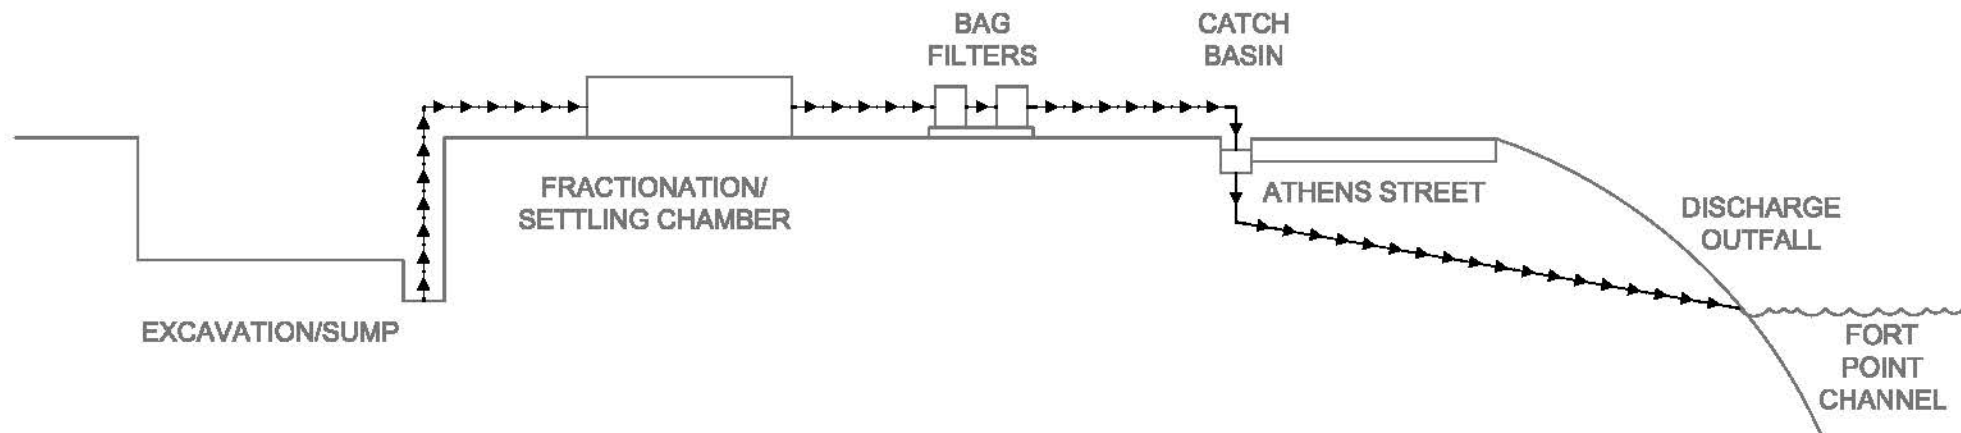 BAG
FILTERS
CATCH
BASIN
FRACTIONATION/
SETTLING CHAMBER
ATHENS STREET
DISCHARGE
OUTFALL
EXCAVATION/SUMP
FORT
POINT
CHANNEL